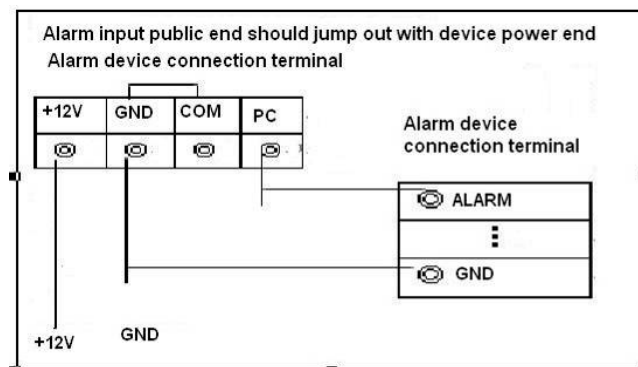 Alarm input public end should jump out with device power end
Alarm device connection terminal
+12V GND COM PC
Alarm device
connection terminal
ALARM
GND
+12V GND